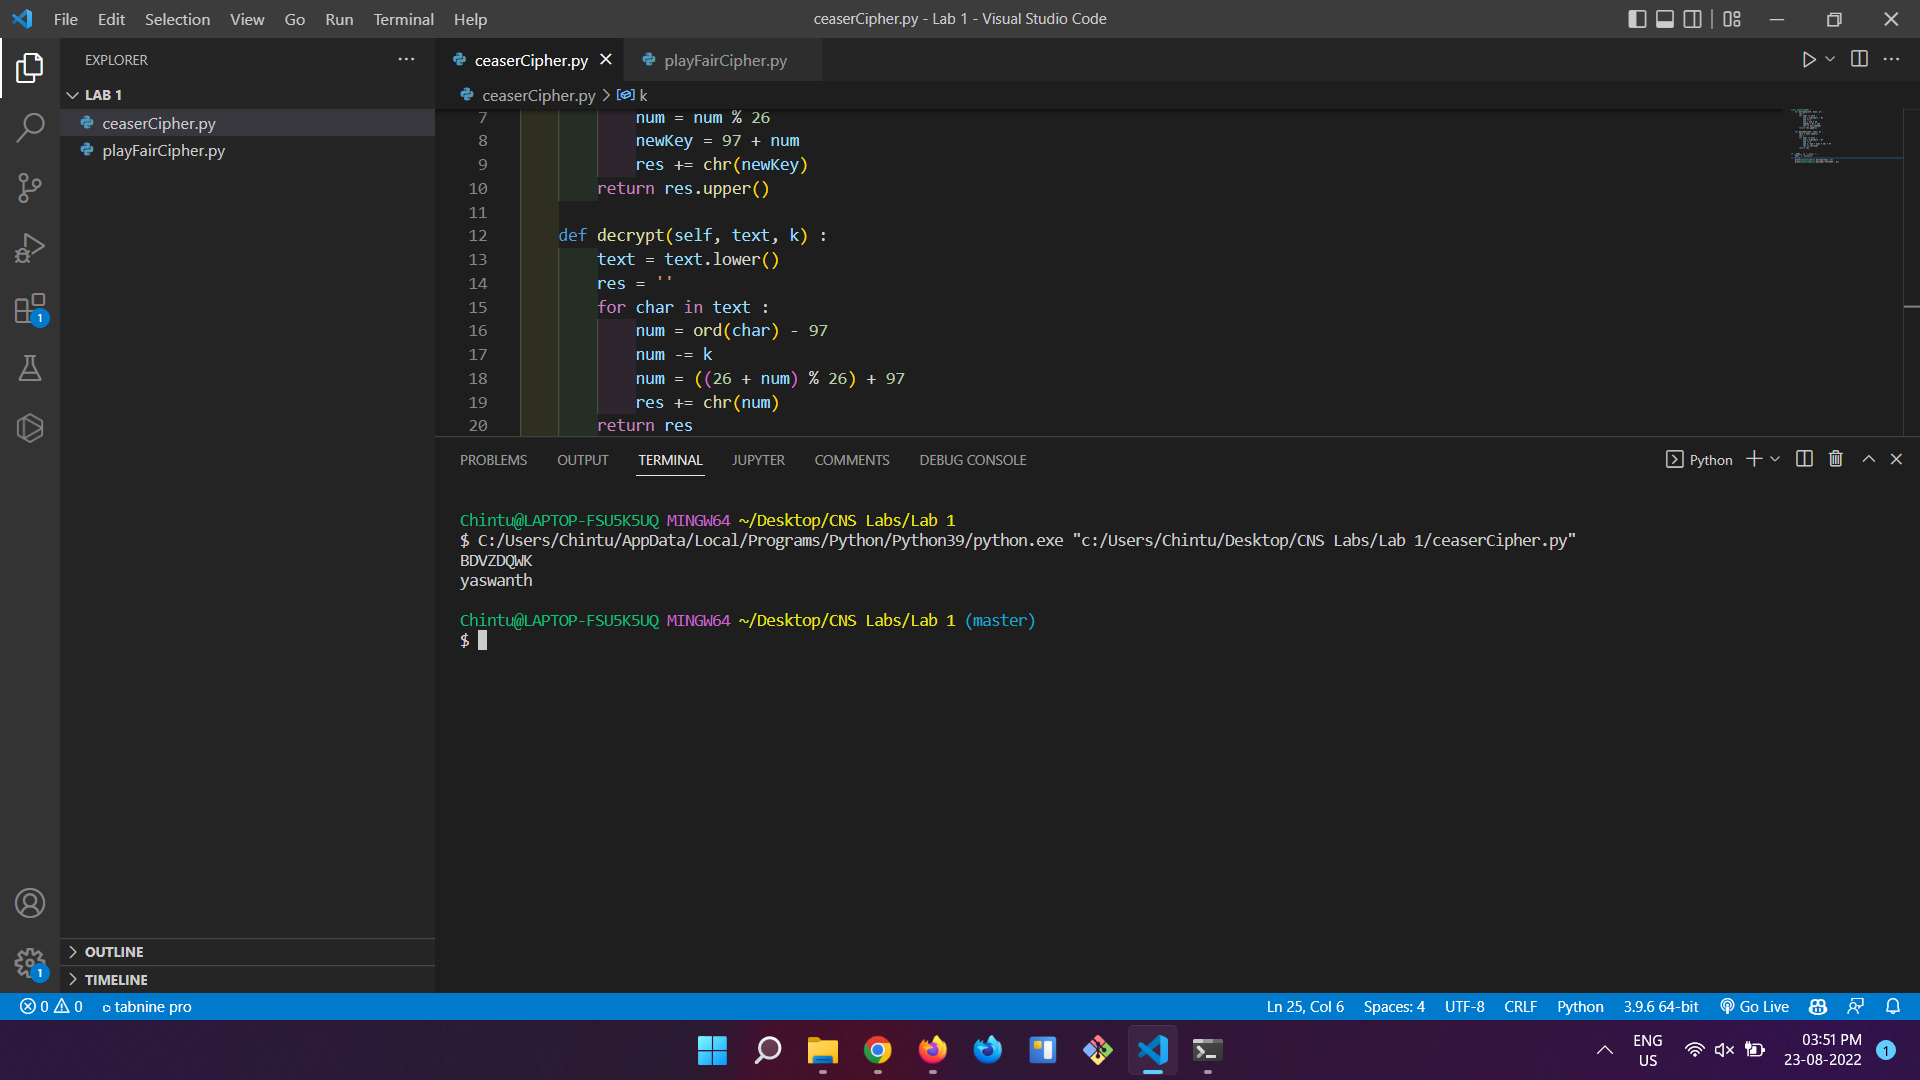 File Edit Selection View Go Run Terminal Help
ceaserCipher.py - Lab 1 - Visual Studio Code
EXPLORER
LAB 1
ceaserCipher.py
playFairCipher.py
ceaserCipher.py playFairCipher.py
ceaserCipher.py > k
7 num = num % 26
8 newKey = 97 + num
9 res += chr(newKey)
10 return res.upper()
11
12 def decrypt(self, text, k) :
13 text = text.lower()
14 res = ''
15 for char in text :
16 num = ord(char) - 97
17 num -= k
18 num = ((26 + num) % 26) + 97
19 res += chr(num)
20 return res
PROBLEMS OUTPUT TERMINAL JUPYTER COMMENTS DEBUG CONSOLE
Python
Chintu@LAPTOP-FSU5K5UQ MINGW64 ~/Desktop/CNS Labs/Lab 1
$ C:/Users/Chintu/AppData/Local/Programs/Python/Python39/python.exe "c:/Users/Chintu/Desktop/CNS Labs/Lab 1/ceaserCipher.py"
BDVZDQWK
yaswanth
Chintu@LAPTOP-FSU5K5UQ MINGW64 ~/Desktop/CNS Labs/Lab 1 (master)
$
1
1
OUTLINE
TIMELINE
0 0 tabnine pro
Ln 25, Col 6 Spaces: 4 UTF-8 CRLF Python 3.9.6 64-bit Go Live
ENG
US
03:51 PM
23-08-2022
1